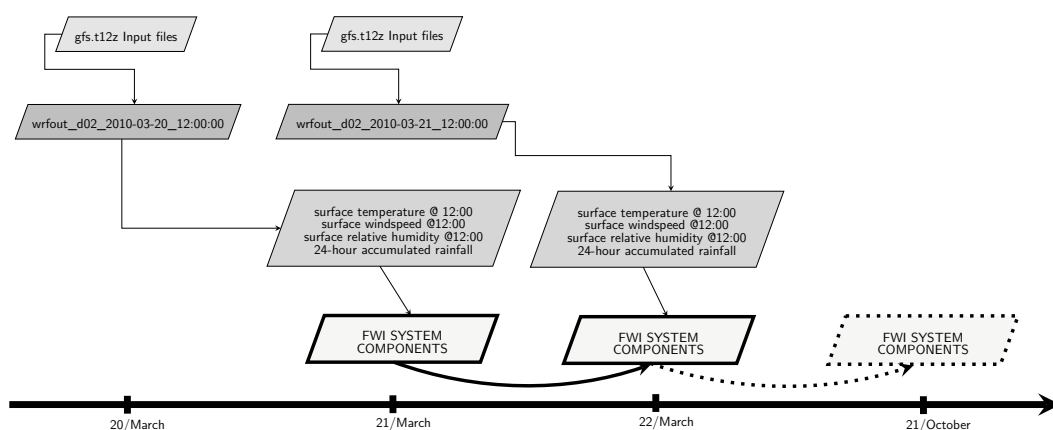 gfs.t12z Input files
gfs.t12z Input files
wrfout_d02_2010-03-20_12:00:00
wrfout_d02_2010-03-21_12:00:00
surface temperature @ 12:00
surface windspeed @12:00
surface relative humidity @12:00
24-hour accumulated rainfall
surface temperature @ 12:00
surface windspeed @12:00
surface relative humidity @12:00
24-hour accumulated rainfall
FWI SYSTEM
COMPONENTS
FWI SYSTEM
COMPONENTS
FWI SYSTEM
COMPONENTS
20/March
21/March
22/March
21/October